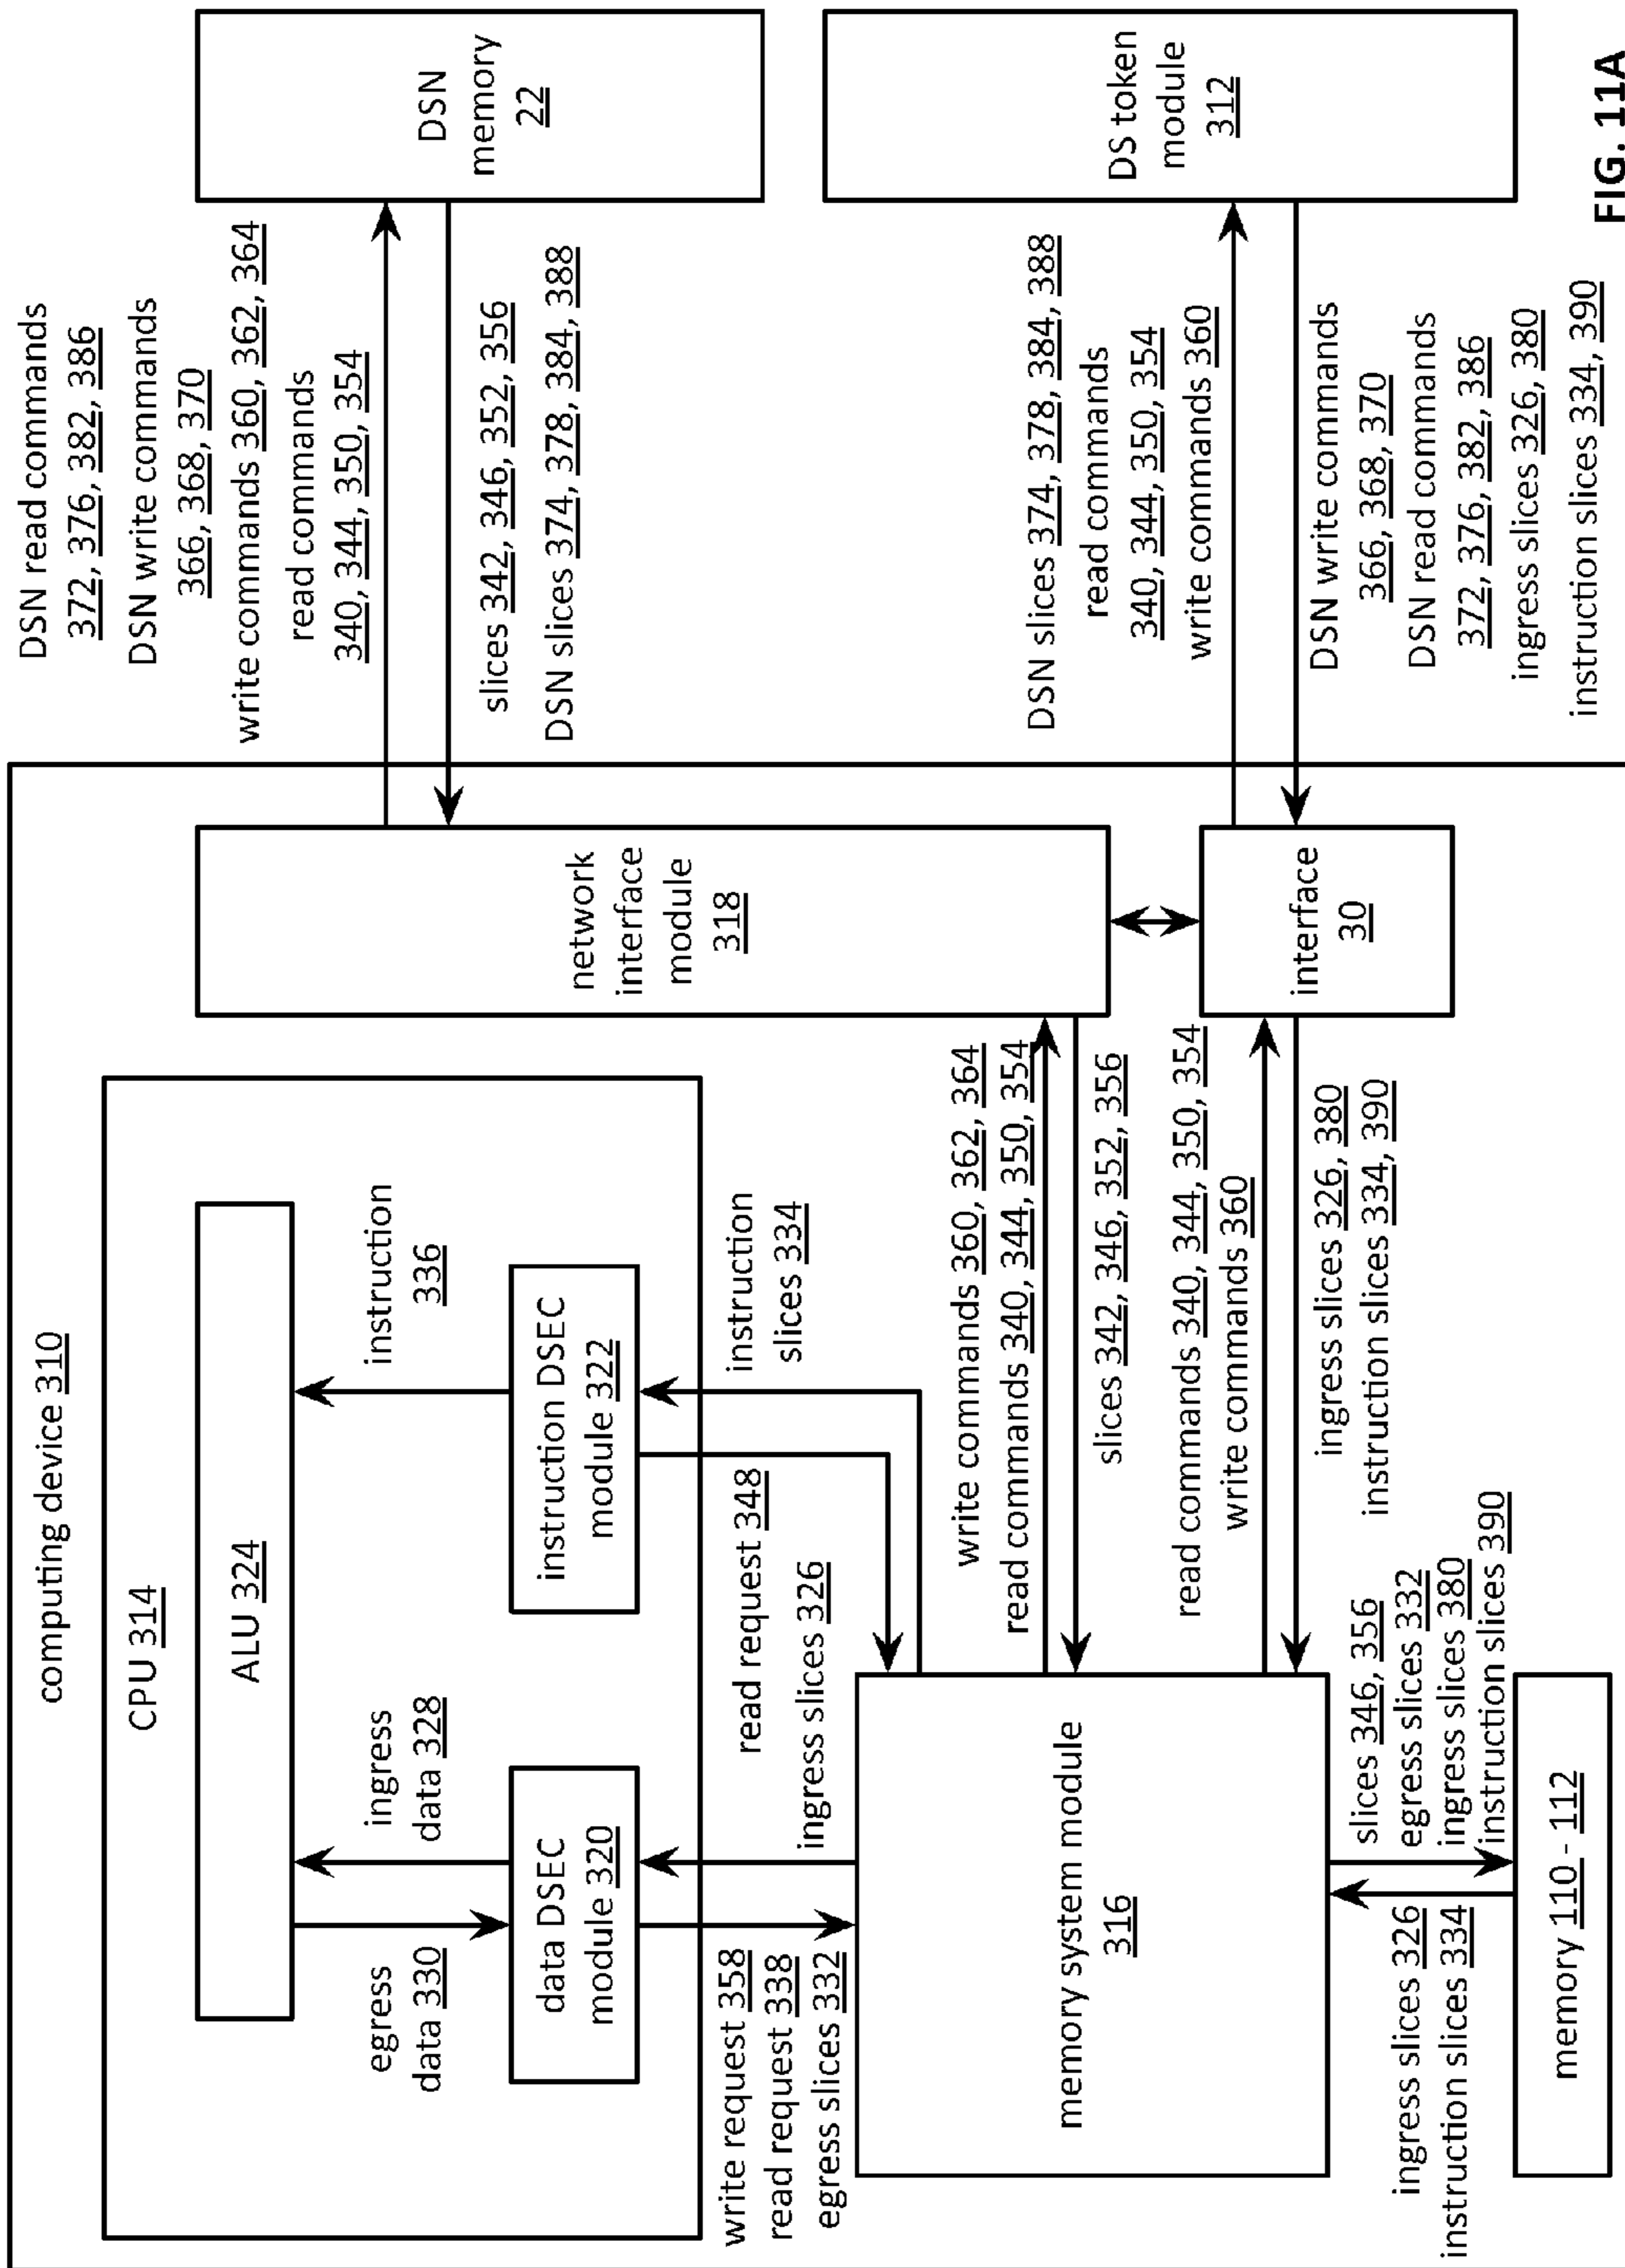 computing device 310
CPU 314
ALU 324
egress
data 330
ingress
data 328
instruction
336
data DSEC
module 320
instruction DSEC
module 322
write request 358
read request 338
egress slices 332
ingress slices 326
read request 348
instruction
slices 334
memory system module
316
ingress slices 326
instruction slices 334
slices 346, 356
egress slices 332
ingress slices 380
instruction slices 390
memory 110 - 112
write commands 360, 362, 364
read commands 340, 344, 350, 354
slices 342, 346, 352, 356
read commands 340, 344, 350, 354
write commands 360
ingress slices 326, 380
instruction slices 334, 390
network
interface
module
318
interface
30
DSN read commands
372, 376, 382, 386
DSN write commands
366, 368, 370
write commands 360, 362, 364
read commands
340, 344, 350, 354
slices 342, 346, 352, 356
DSN slices 374, 378, 384, 388
DSN slices 374, 378, 384, 388
read commands
340, 344, 350, 354
write commands 360
DSN write commands
366, 368, 370
DSN read commands
372, 376, 382, 386
ingress slices 326, 380
instruction slices 334, 390
DSN
memory
22
DS token
module
312
FIG. 11A